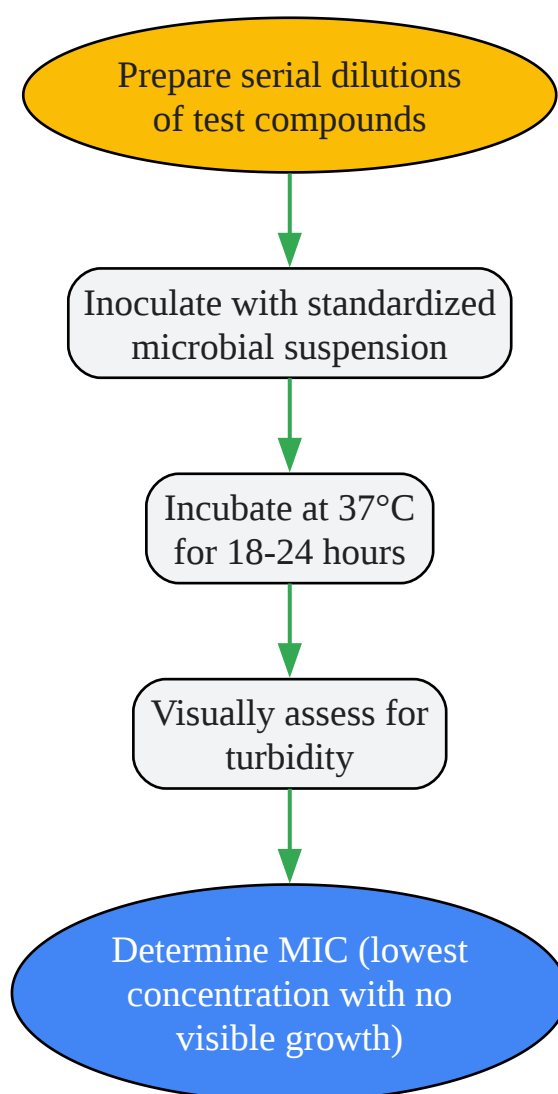 Prepare serial dilutions
of test compounds
Inoculate with standardized
microbial suspension
Incubate at 37°C
for 18-24 hours
Visually assess for
turbidity
Determine MIC (lowest
concentration with no
visible growth)